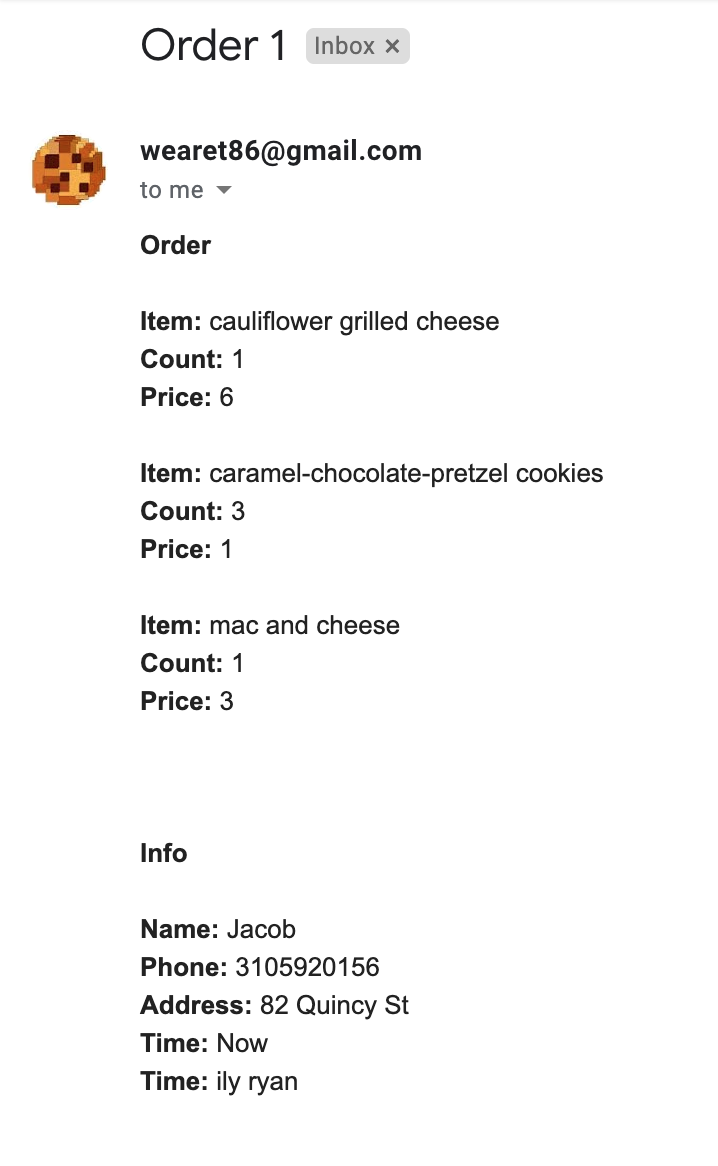 Order 1 Inbox ×
wearet86@gmail.com
to me
Order
Item: cauliflower grilled cheese
Count: 1
Price: 6
Item: caramel-chocolate-pretzel cookies
Count: 3
Price: 1
Item: mac and cheese
Count: 1
Price: 3
Info
Name: Jacob
Phone: 3105920156
Address: 82 Quincy St
Time: Now
Time: ily ryan